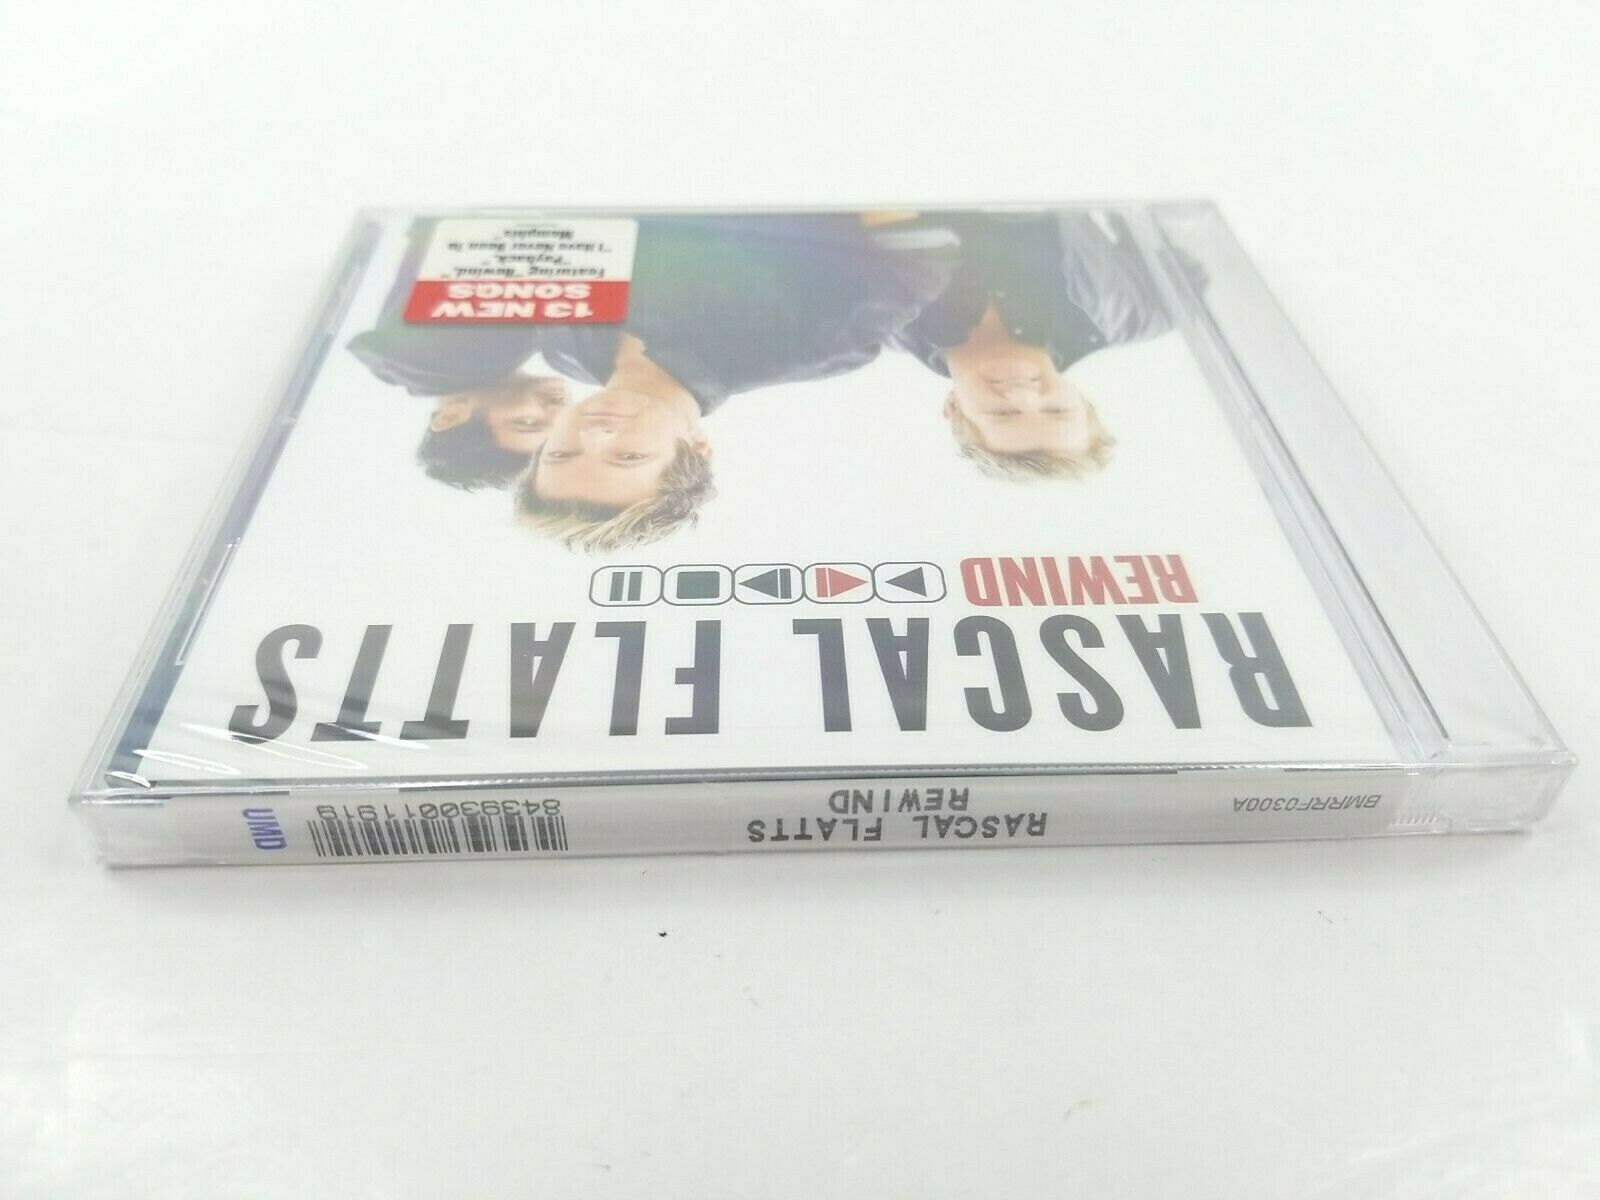 RASCAL FLATTS
REWIND
13 NEW
SONGS
Featuring "Rewind,"
"Payback,"
"I Have Never Been To
Memphis"
BMRRF0300A
RASCAL FLATTS
REWIND
843930011919
UMD